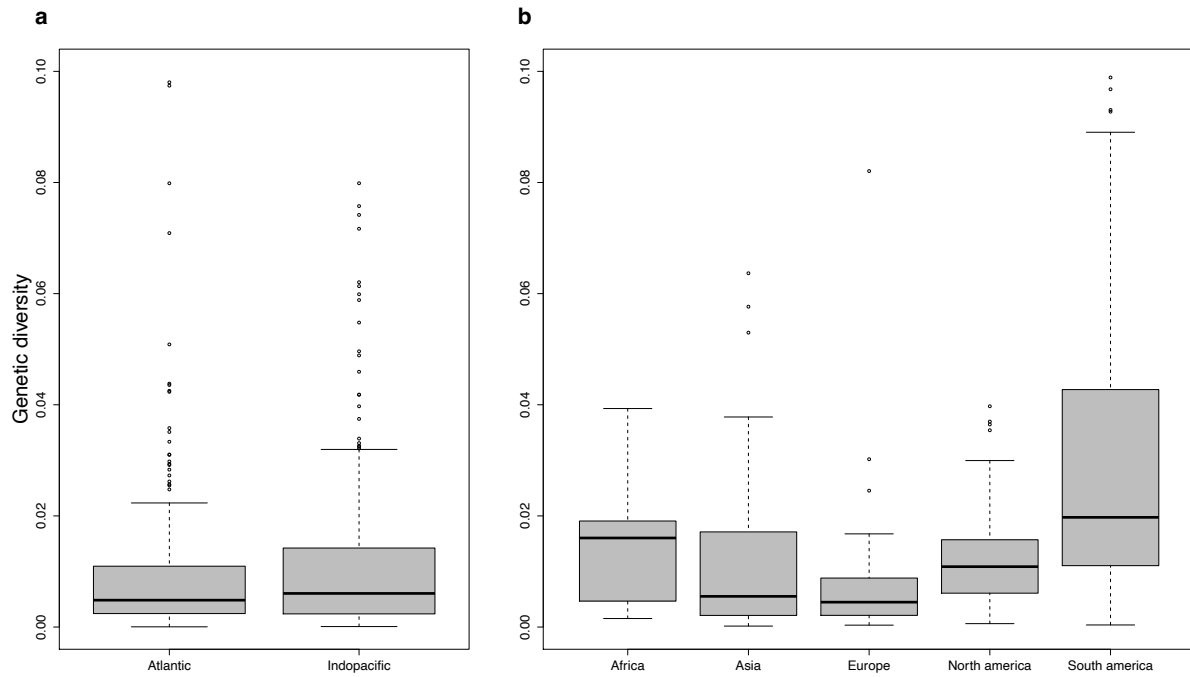 a
b
Genetic diversity
0.10
0.08
0.06
0.04
0.02
0.00
Atlantic
Indopacific
0.10
0.08
0.06
0.04
0.02
0.00
Africa
Asia
Europe
North america
South america